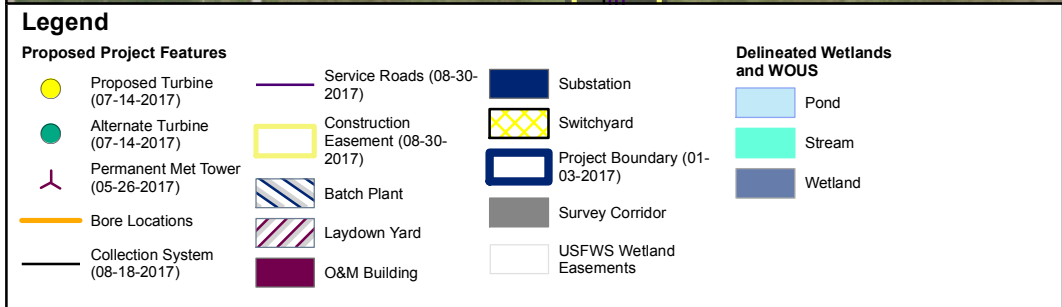 Legend
Proposed Project Features
Proposed Turbine
(07-14-2017)
Alternate Turbine
(07-14-2017)
Permanent Met Tower
(05-26-2017)
Bore Locations
Collection System
(08-18-2017)
Service Roads (08-30-
2017)
Construction
Easement (08-30-
2017)
Batch Plant
Laydown Yard
O&M Building
Substation
Switchyard
Project Boundary (01-
03-2017)
Survey Corridor
USFWS Wetland
Easements
Delineated Wetlands
and WOUS
Pond
Stream
Wetland